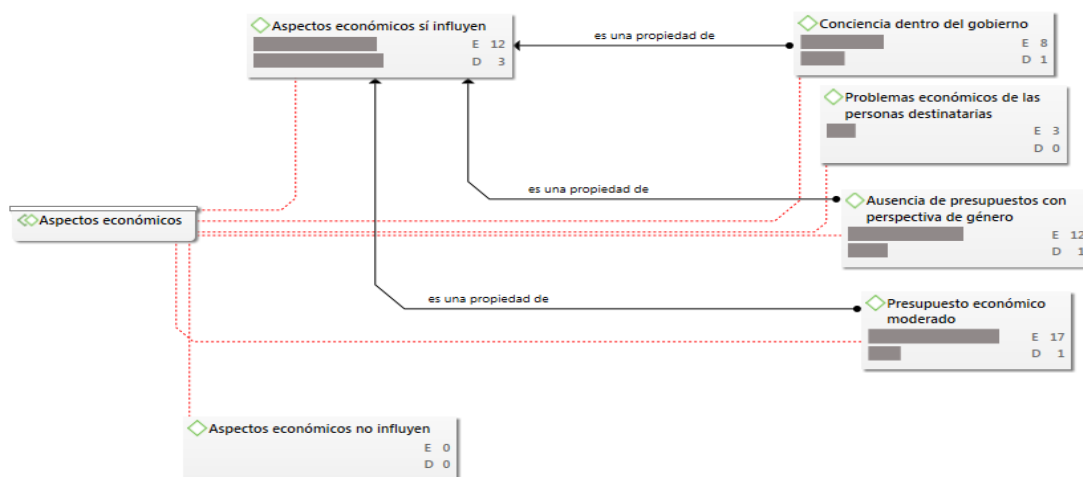 Aspectos económicos sí influyen
E 12
D 3
es una propiedad de
Conciencia dentro del gobierno
E 8
D 1
Problemas económicos de las
personas destinatarias
E 3
D 0
es una propiedad de
Ausencia de presupuestos con
perspectiva de género
E 12
D 1
Aspectos económicos
es una propiedad de
Presupuesto económico
moderado
E 17
D 1
Aspectos económicos no influyen
E 0
D 0